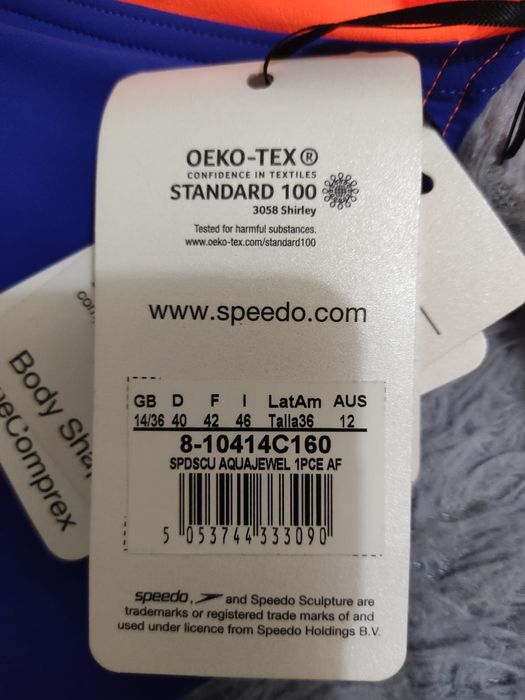 OEKO-TEX®
CONFIDENCE IN TEXTILES
STANDARD 100
3058 Shirley
Tested for harmful substances.
www.oeko-tex.com/standard100
www.speedo.com
GB D F I LatAm AUS
14/36 40 42 46 Talla36 12
8-10414C160
SPDSCU AQUAJEWEL 1PCE AF
5 053744 333090
speedo, and Speedo Sculpture are
trademarks or registered trade marks of and
used under licence from Speedo Holdings B.V.
Body